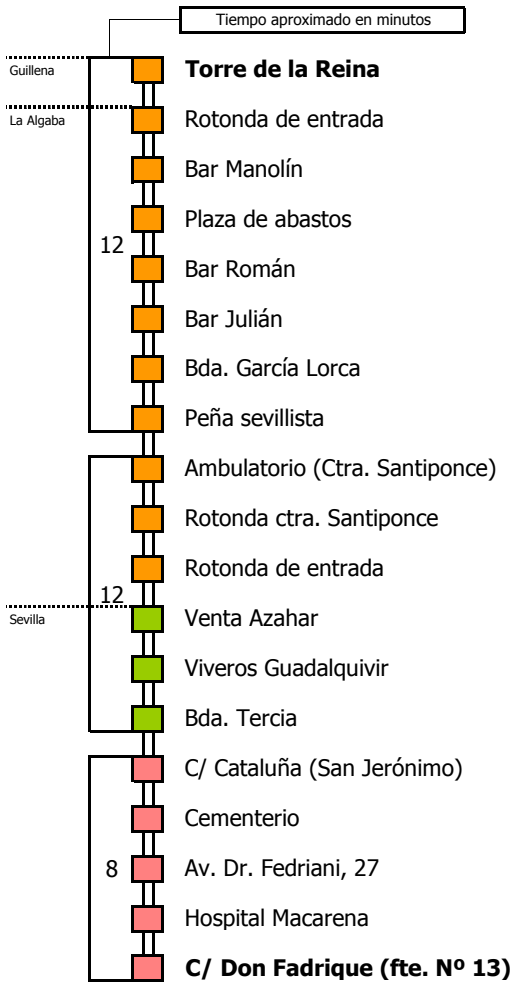 Tiempo aproximado en minutos
Guillena
Torre de la Reina
La Algaba
Rotonda de entrada
Bar Manolín
Plaza de abastos
12
Bar Román
Bar Julián
Bda. García Lorca
Peña sevillista
Ambulatorio (Ctra. Santiponce)
Rotonda ctra. Santiponce
Rotonda de entrada
12
Sevilla
Venta Azahar
Viveros Guadalquivir
Bda. Tercia
C/ Cataluña (San Jerónimo)
Cementerio
8
Av. Dr. Fedriani, 27
Hospital Macarena
C/ Don Fadrique (fte. Nº 13)